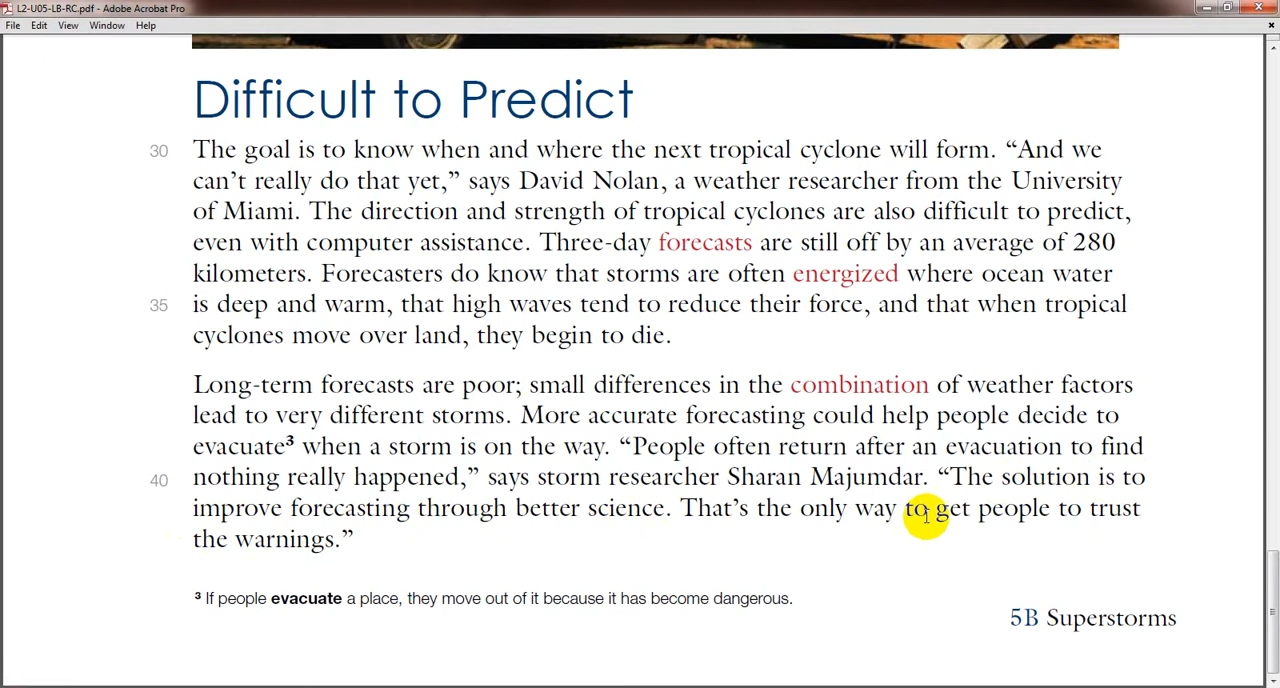 L2-U05-LB-RC.pdf - Adobe Acrobat Pro
File Edit View Window Help
Difficult to Predict
30 The goal is to know when and where the next tropical cyclone will form. “And we
can’t really do that yet,” says David Nolan, a weather researcher from the University
of Miami. The direction and strength of tropical cyclones are also difficult to predict,
even with computer assistance. Three-day forecasts are still off by an average of 280
kilometers. Forecasters do know that storms are often energized where ocean water
35 is deep and warm, that high waves tend to reduce their force, and that when tropical
cyclones move over land, they begin to die.
Long-term forecasts are poor; small differences in the combination of weather factors
lead to very different storms. More accurate forecasting could help people decide to
evacuate³ when a storm is on the way. “People often return after an evacuation to find
40 nothing really happened,” says storm researcher Sharan Majumdar. “The solution is to
improve forecasting through better science. That’s the only way to get people to trust
the warnings.”
³ If people evacuate a place, they move out of it because it has become dangerous.
5B Superstorms